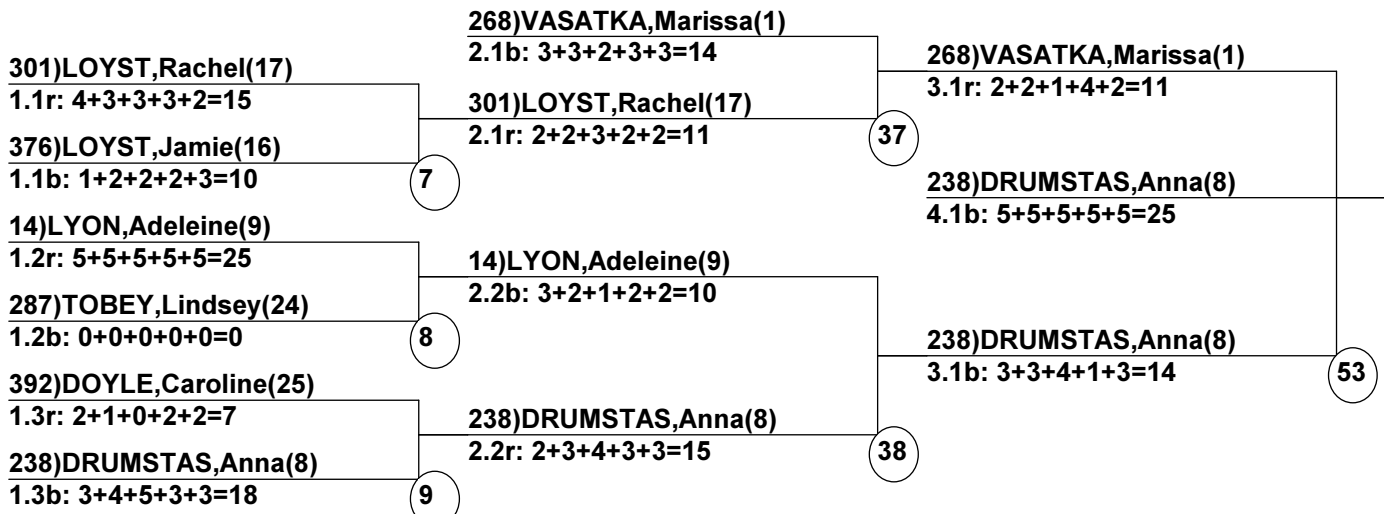 268)VASATKA,Marissa(1)
2.1b: 3+3+2+3+3=14
268)VASATKA,Marissa(1)
3.1r: 2+2+1+4+2=11
301)LOYST,Rachel(17)
1.1r: 4+3+3+3+2=15
301)LOYST,Rachel(17)
2.1r: 2+2+3+2+2=11
37
376)LOYST,Jamie(16)
1.1b: 1+2+2+2+3=10
7
238)DRUMSTAS,Anna(8)
4.1b: 5+5+5+5+5=25
14)LYON,Adeleine(9)
1.2r: 5+5+5+5+5=25
14)LYON,Adeleine(9)
2.2b: 3+2+1+2+2=10
287)TOBEY,Lindsey(24)
1.2b: 0+0+0+0+0=0
8
238)DRUMSTAS,Anna(8)
3.1b: 3+3+4+1+3=14
53
392)DOYLE,Caroline(25)
1.3r: 2+1+0+2+2=7
238)DRUMSTAS,Anna(8)
2.2r: 2+3+4+3+3=15
38
238)DRUMSTAS,Anna(8)
1.3b: 3+4+5+3+3=18
9